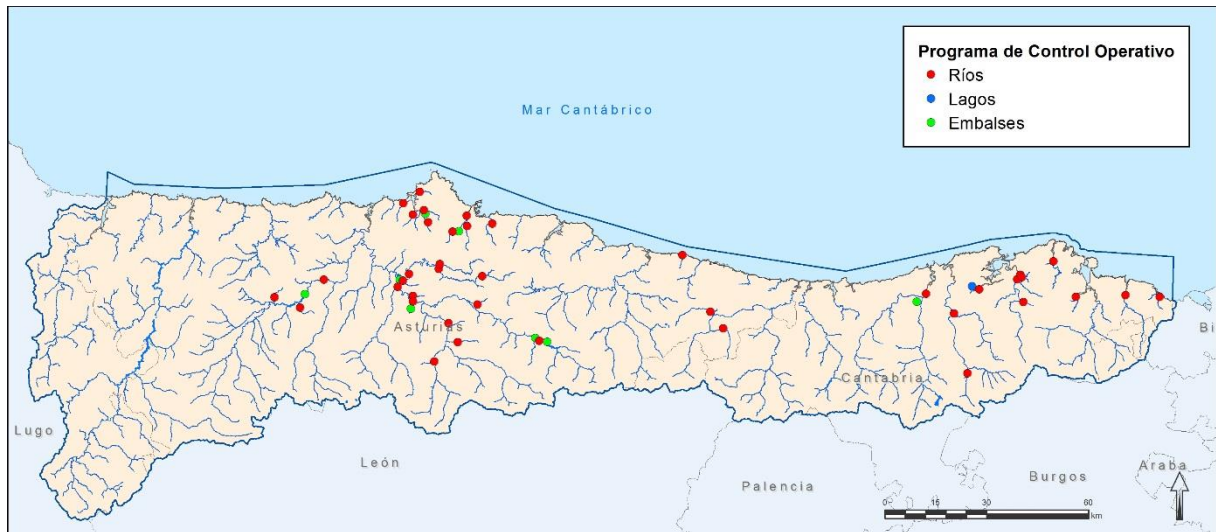 Programa de Control Operativo
Ríos
Lagos
Embalses
Mar Cantábrico
Asturias
Cantabria
Bi
Lugo
León
Palencia
Burgos
Araba
0 15 30 60
km